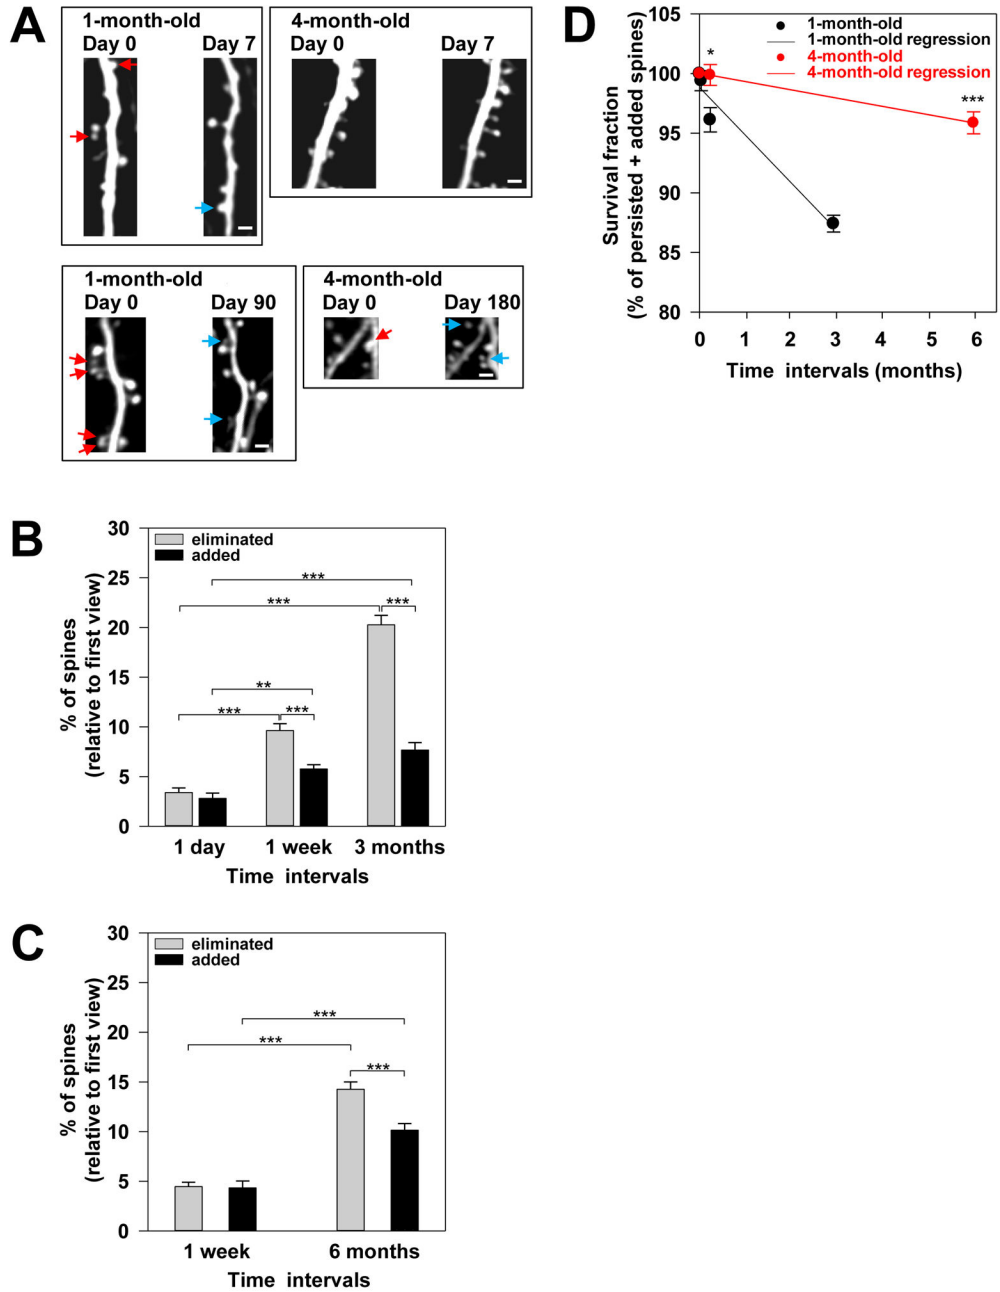 A
1-month-old
Day 0 Day 7
4-month-old
Day 0 Day 7
1-month-old
Day 0 Day 90
4-month-old
Day 0 Day 180
B
% of spines
(relative to first view)
30
25
20
15
10
5
0
eliminated
added
***
***
***
**
***
***
1 day 1 week 3 months
Time intervals
C
% of spines
(relative to first view)
30
25
20
15
10
5
0
eliminated
added
***
***
***
1 week 6 months
Time intervals
D
Survival fraction
(% of persisted + added spines)
105
100
95
90
85
80
1-month-old
1-month-old regression
4-month-old
4-month-old regression
*
***
0 1 2 3 4 5 6
Time intervals (months)